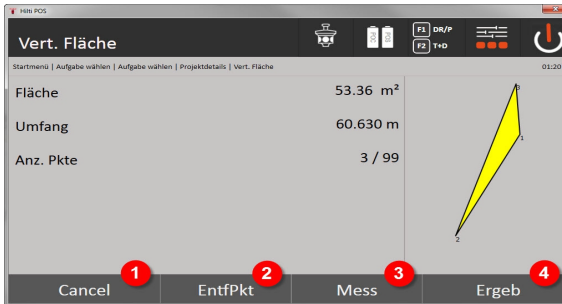 Hilti POS
Vert. Fläche
POC
POS
F1 DR/P
F2 T+D
Startmenü | Aufgabe wählen | Aufgabe wählen | Projektdetails | Vert. Fläche
01:20
Fläche 53.36 m²
Umfang 60.630 m
Anz. Pkte 3 / 99
3
1
2
1
2
3
4
Cancel EntfPkt Mess Ergeb